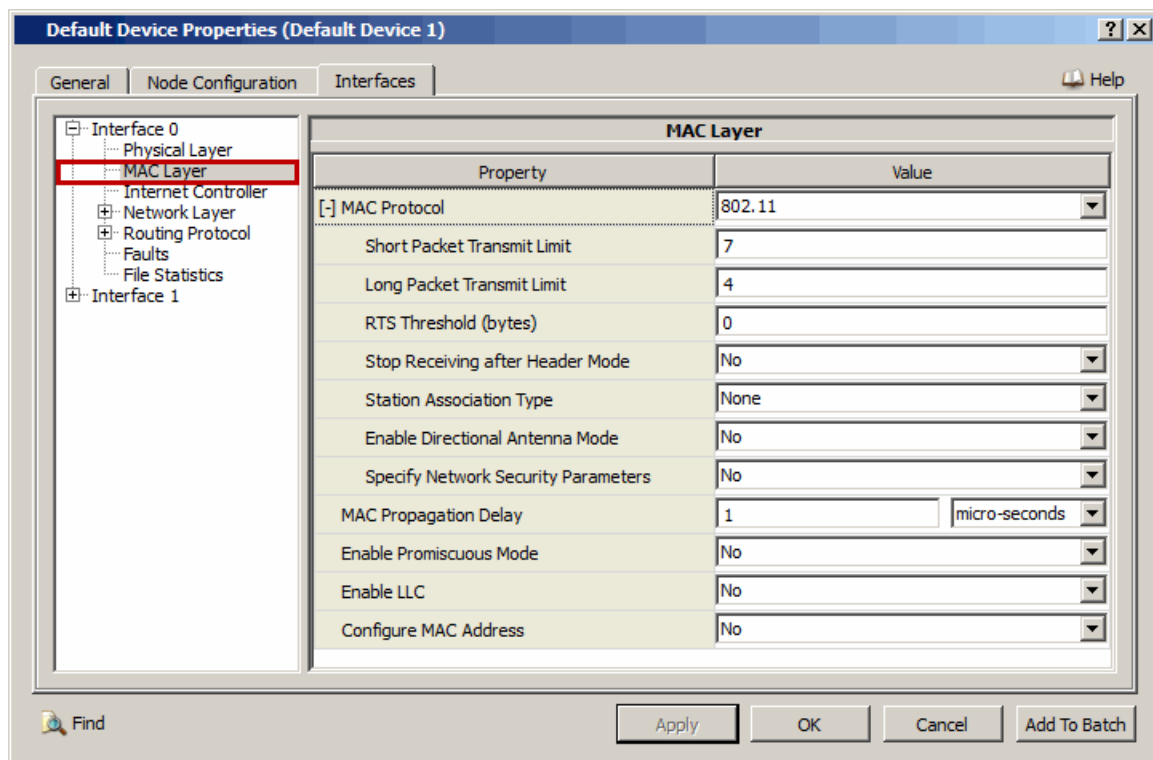 Default Device Properties (Default Device 1)
General Node Configuration Interfaces Help
Interface 0
Physical Layer
MAC Layer
Internet Controller
Network Layer
Routing Protocol
Faults
File Statistics
Interface 1
MAC Layer
Property Value
[-] MAC Protocol 802.11
Short Packet Transmit Limit 7
Long Packet Transmit Limit 4
RTS Threshold (bytes) 0
Stop Receiving after Header Mode No
Station Association Type None
Enable Directional Antenna Mode No
Specify Network Security Parameters No
MAC Propagation Delay 1 micro-seconds
Enable Promiscuous Mode No
Enable LLC No
Configure MAC Address No
Find Apply OK Cancel Add To Batch